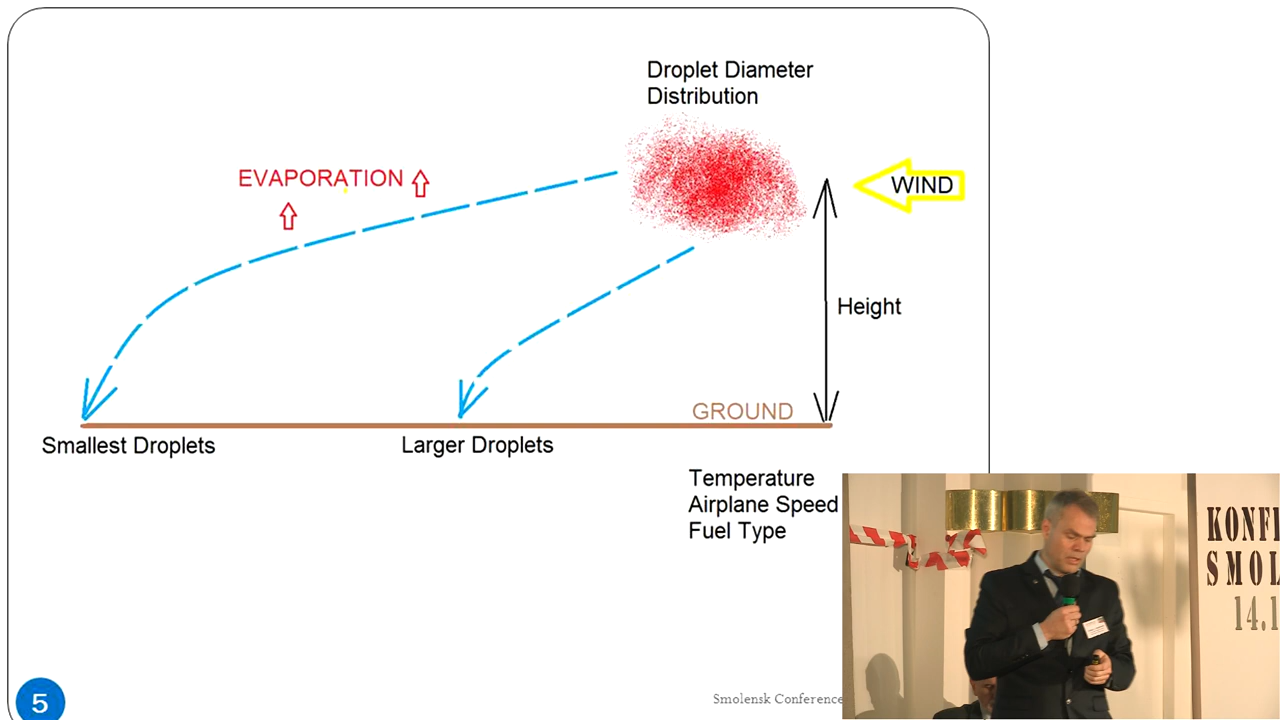 Droplet Diameter
Distribution
EVAPORATION
WIND
Height
GROUND
Smallest Droplets
Larger Droplets
Temperature
Airplane Speed
Fuel Type
KONF
SMOL
14.1
5
Smolensk Conference